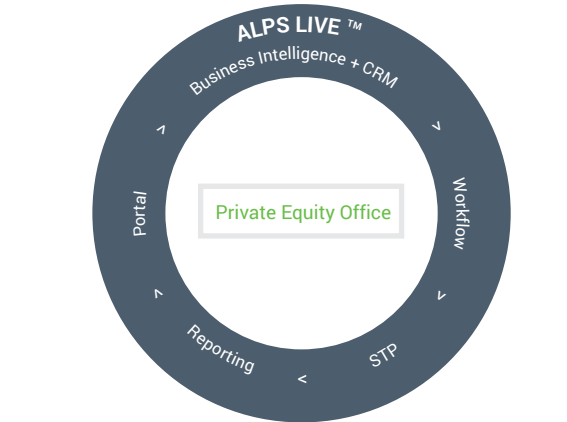 ALPS LIVE ™
Business Intelligence + CRM
>
Workflow
>
STP
<
Reporting
<
Portal
>
Private Equity Office